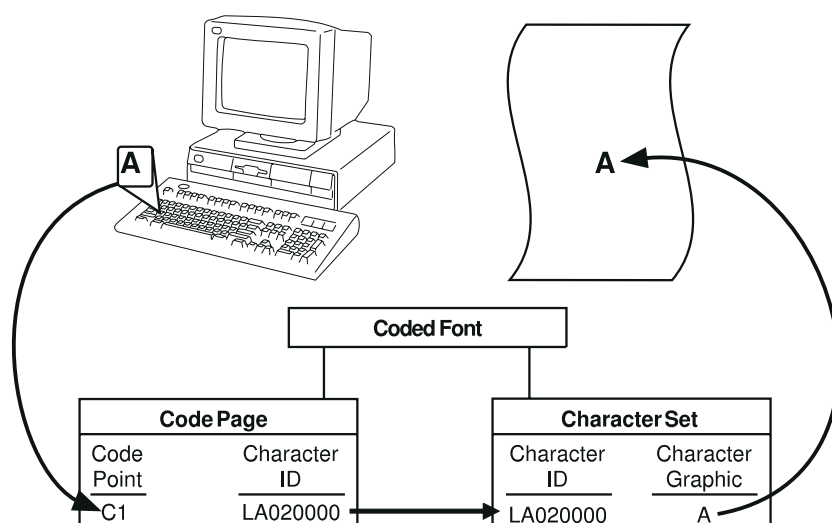 A
A
Coded Font
Code Page
Code Character
Point ID
C1 LA020000
Character Set
Character Character
ID Graphic
LA020000 A